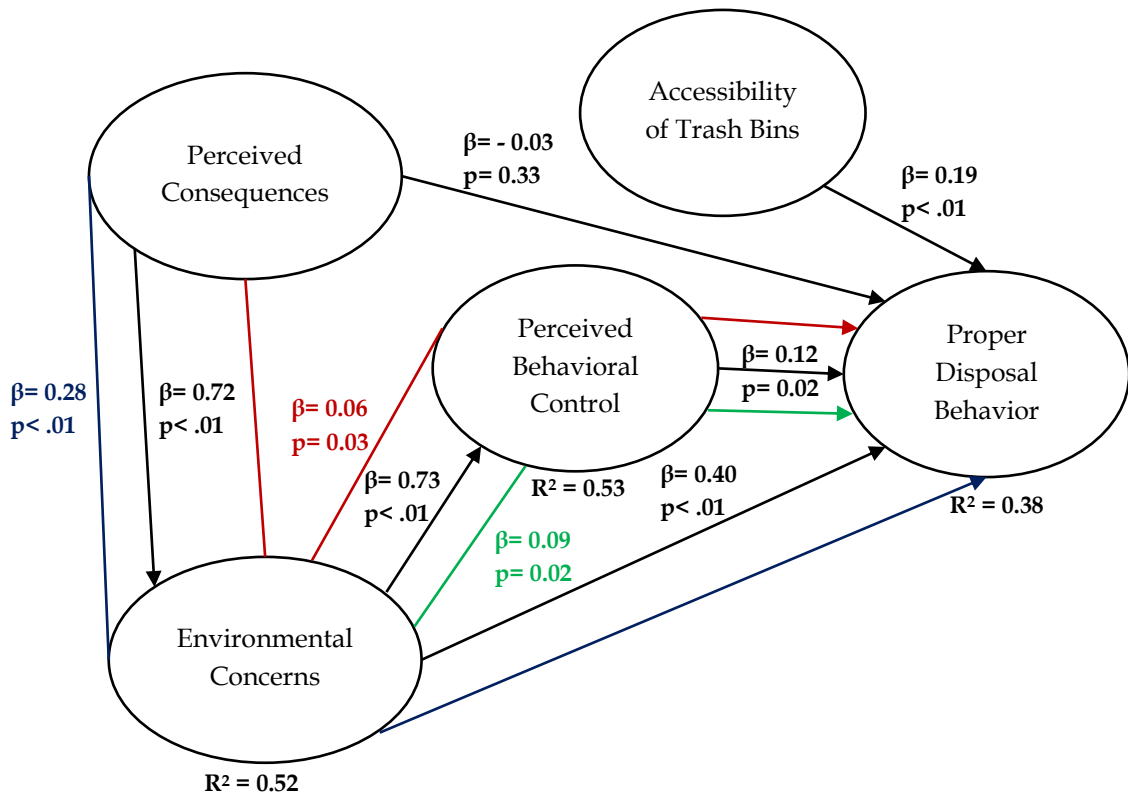 Accessibility
of Trash Bins
Perceived
Consequences
β= - 0.03
p= 0.33
β= 0.19
p< .01
Perceived
Behavioral
Control
Proper
Disposal
Behavior
β= 0.12
p= 0.02
β= 0.28
p< .01
β= 0.72
p< .01
β= 0.06
p= 0.03
β= 0.73
p< .01
R² = 0.53
β= 0.40
p< .01
R² = 0.38
β= 0.09
p= 0.02
Environmental
Concerns
R² = 0.52